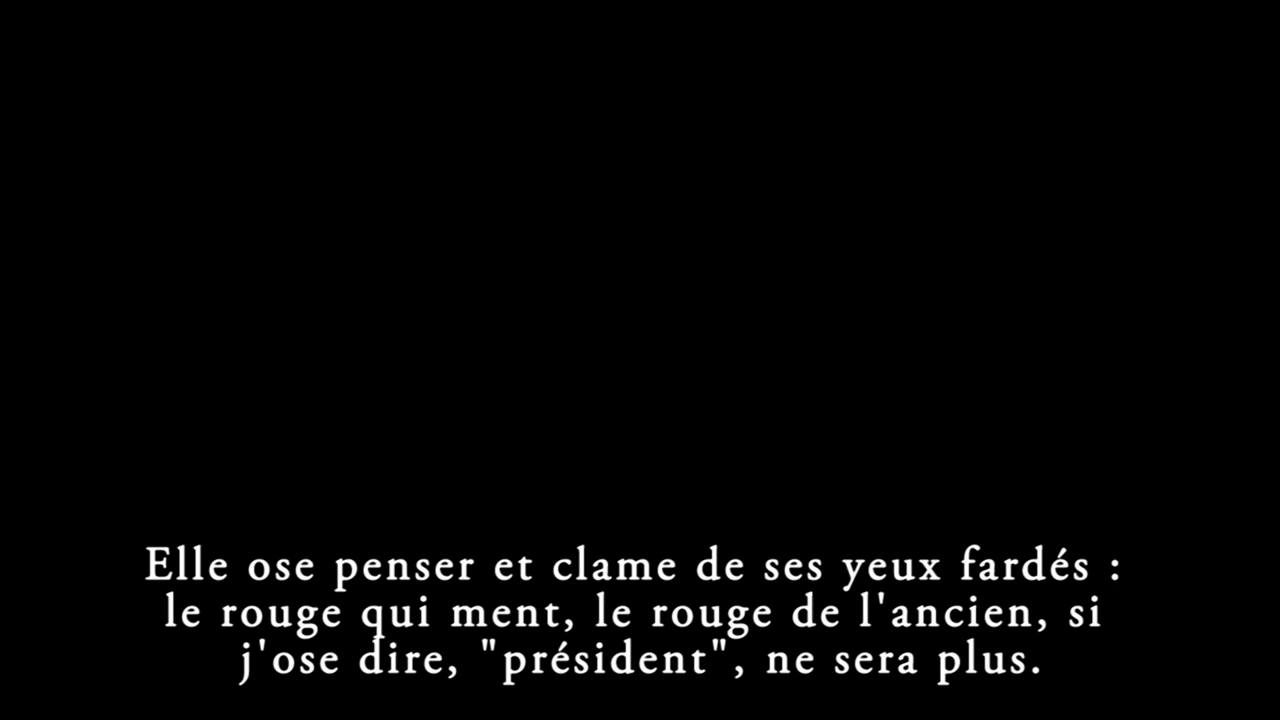 Elle ose penser et clame de ses yeux fardés :
le rouge qui ment, le rouge de l'ancien, si
j'ose dire, "président", ne sera plus.